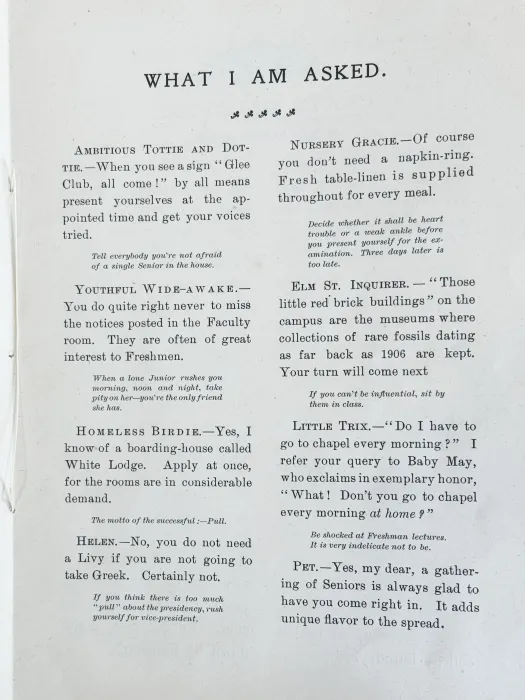 WHAT I AM ASKED.
AMBITIOUS TOTTIE AND DOT-
TIE.—When you see a sign "Glee
Club, all come!" by all means
present yourselves at the ap-
pointed time and get your voices
tried.
Tell everybody you're not afraid
of a single Senior in the house.
YOUTHFUL WIDE-AWAKE.—
You do quite right never to miss
the notices posted in the Faculty
room. They are often of great
interest to Freshmen.
When a lone Junior rushes you
morning, noon and night, take
pity on her—you're the only friend
she has.
HOMELESS BIRDIE.—Yes, I
know of a boarding-house called
White Lodge. Apply at once,
for the rooms are in considerable
demand.
The motto of the successful:—Pull.
HELEN.—No, you do not need
a Livy if you are not going to
take Greek. Certainly not.
If you think there is too much
"pull" about the presidency, rush
yourself for vice-president.
NURSERY GRACIE.—Of course
you don't need a napkin-ring.
Fresh table-linen is supplied
throughout for every meal.
Decide whether it shall be heart
trouble or a weak ankle before
you present yourself for the ex-
amination. Three days later is
too late.
ELM ST. INQUIRER.—"Those
little red brick buildings" on the
campus are the museums where
collections of rare fossils dating
as far back as 1906 are kept.
Your turn will come next
If you can't be influential, sit by
them in class.
LITTLE TRIX.—"Do I have to
go to chapel every morning?" I
refer your query to Baby May,
who exclaims in exemplary honor,
"What! Don't you go to chapel
every morning at home?"
Be shocked at Freshman lectures.
It is very indelicate not to be.
PET.—Yes, my dear, a gather-
ing of Seniors is always glad to
have you come right in. It adds
unique flavor to the spread.